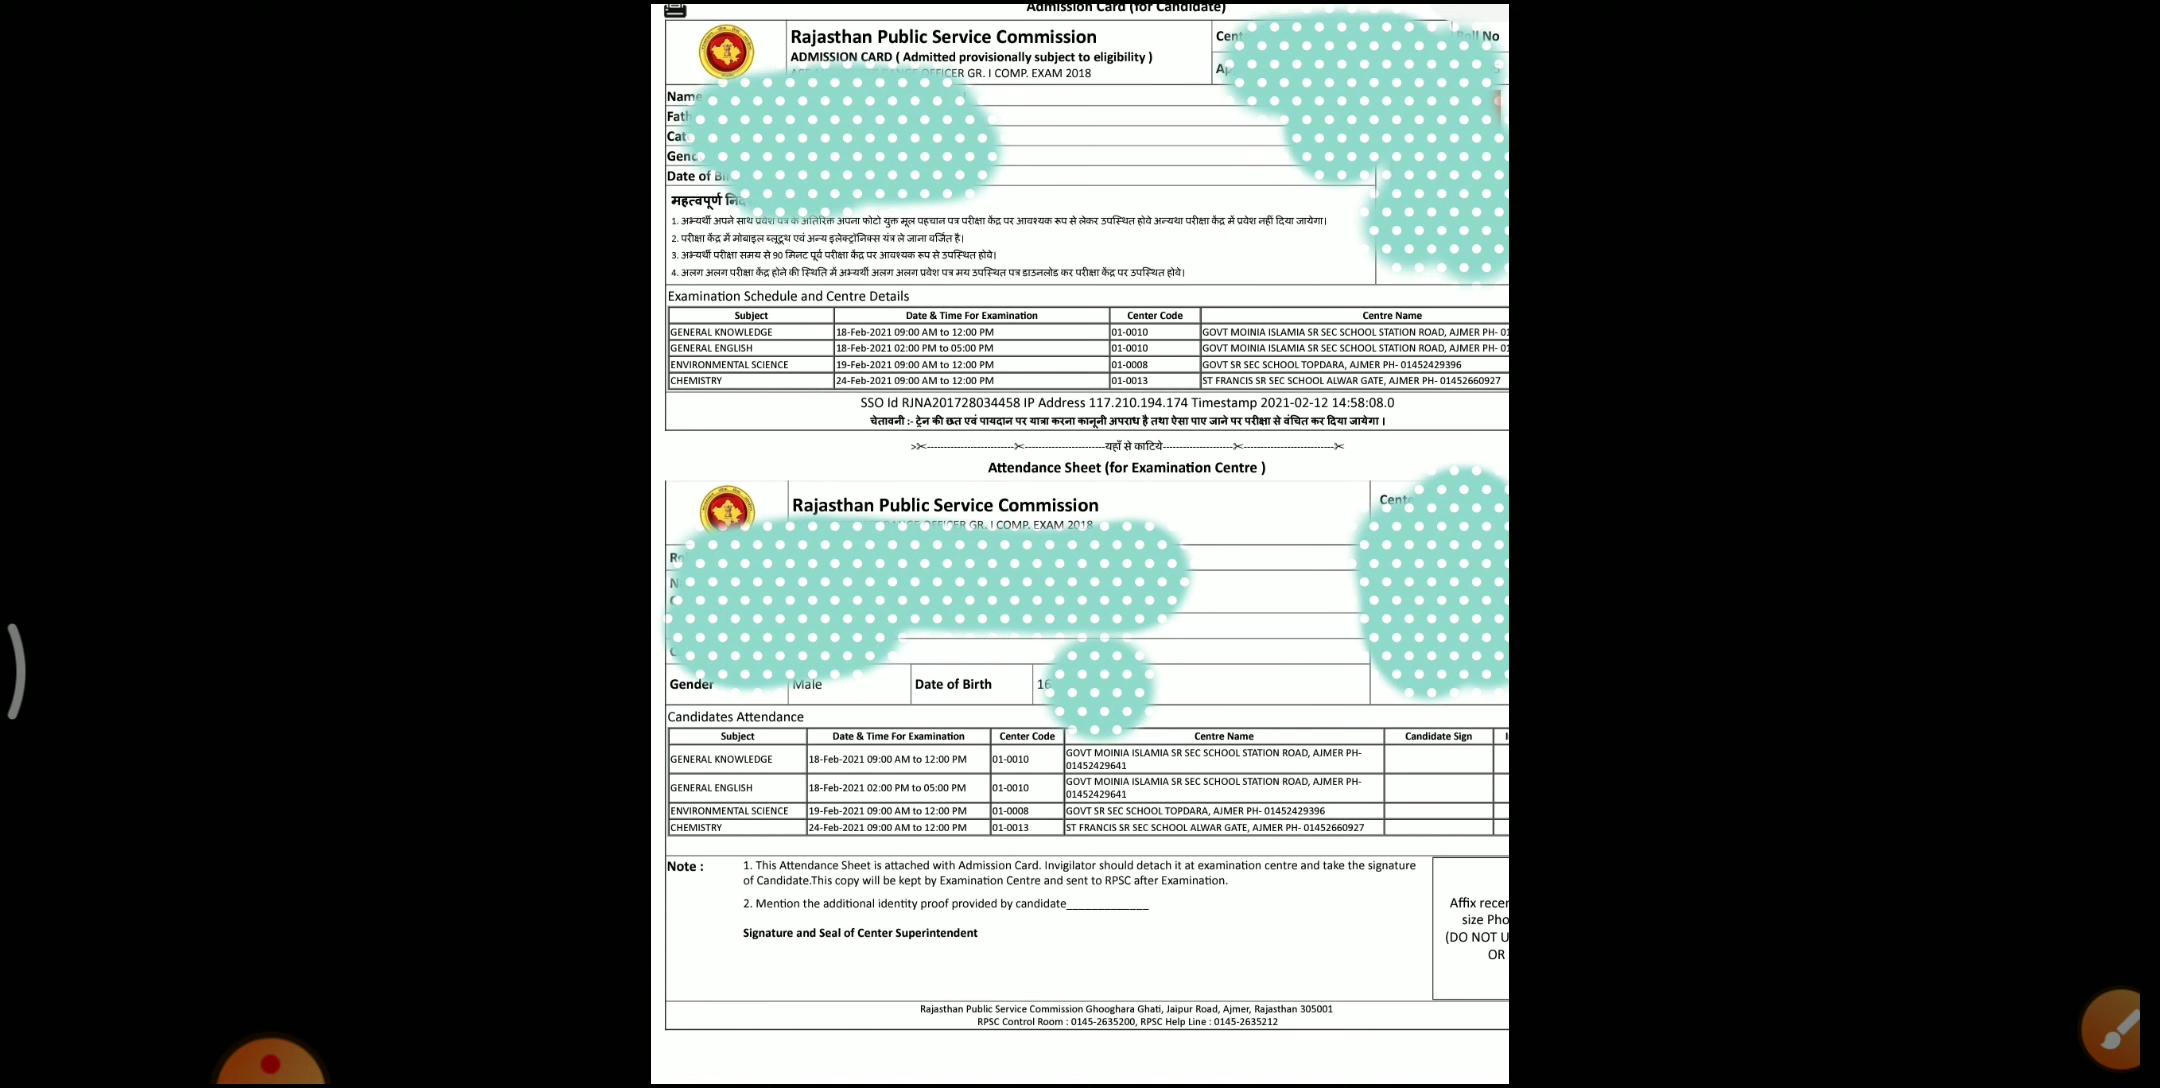 Admission Card (for Candidate)
Rajasthan Public Service Commission
ADMISSION CARD ( Admitted provisionally subject to eligibility )
OFFICER GR. I COMP. EXAM 2018
Roll No
Name
Date of
महत्वपूर्ण
1. अभ्यर्थी अपने साथ प्रवेश पत्र के अतिरिक्त अपना फोटो युक्त मूल पहचान पत्र परीक्षा केंद्र पर आवश्यक रूप से लेकर उपस्थित होवे अन्यथा परीक्षा केंद्र में प्रवेश नहीं दिया जायेगा।
2. परीक्षा केंद्र में मोबाइल ब्लूटूथ एवं अन्य इलेक्ट्रॉनिक्स यंत्र ले जाना वर्जित है।
3. अभ्यर्थी परीक्षा समय से 90 मिनट पूर्व परीक्षा केंद्र पर आवश्यक रूप से उपस्थित होवे।
4. अलग अलग परीक्षा केंद्र होने की स्थिति में अभ्यर्थी अलग अलग प्रवेश पत्र मय उपस्थित पत्र डाउनलोड कर परीक्षा केंद्र पर उपस्थित होवे।
Examination Schedule and Centre Details
Subject Date & Time For Examination Center Code Centre Name
GENERAL KNOWLEDGE 18-Feb-2021 09:00 AM to 12:00 PM 01-0010 GOVT MOINIA ISLAMIA SR SEC SCHOOL STATION ROAD, AJMER PH- 01
GENERAL ENGLISH 18-Feb-2021 02:00 PM to 05:00 PM 01-0010 GOVT MOINIA ISLAMIA SR SEC SCHOOL STATION ROAD, AJMER PH- 01
ENVIRONMENTAL SCIENCE 19-Feb-2021 09:00 AM to 12:00 PM 01-0008 GOVT SR SEC SCHOOL TOPDARA, AJMER PH- 01452429396
CHEMISTRY 24-Feb-2021 09:00 AM to 12:00 PM 01-0013 ST FRANCIS SR SEC SCHOOL ALWAR GATE, AJMER PH- 01452660927
SSO Id RJNA201728034458 IP Address 117.210.194.174 Timestamp 2021-02-12 14:58:08.0
चेतावनी :- ट्रेन की छत एवं पायदान पर यात्रा करना कानूनी अपराध है तथा ऐसा पाए जाने पर परीक्षा से वंचित कर दिया जायेगा ।
यहाँ से काटिये
Attendance Sheet (for Examination Centre )
Rajasthan Public Service Commission
OFFICER GR. I COMP. EXAM 2018
Gender Male Date of Birth 16
Candidates Attendance
Subject Date & Time For Examination Center Code Centre Name Candidate Sign
GENERAL KNOWLEDGE 18-Feb-2021 09:00 AM to 12:00 PM 01-0010 GOVT MOINIA ISLAMIA SR SEC SCHOOL STATION ROAD, AJMER PH-
01452429641
GENERAL ENGLISH 18-Feb-2021 02:00 PM to 05:00 PM 01-0010 GOVT MOINIA ISLAMIA SR SEC SCHOOL STATION ROAD, AJMER PH-
01452429641
ENVIRONMENTAL SCIENCE 19-Feb-2021 09:00 AM to 12:00 PM 01-0008 GOVT SR SEC SCHOOL TOPDARA, AJMER PH- 01452429396
CHEMISTRY 24-Feb-2021 09:00 AM to 12:00 PM 01-0013 ST FRANCIS SR SEC SCHOOL ALWAR GATE, AJMER PH- 01452660927
Note : 1. This Attendance Sheet is attached with Admission Card. Invigilator should detach it at examination centre and take the signature
of Candidate.This copy will be kept by Examination Centre and sent to RPSC after Examination.
2. Mention the additional identity proof provided by candidate_____________
Signature and Seal of Center Superintendent
Affix recen
size Pho
(DO NOT U
OR
Rajasthan Public Service Commission Ghooghara Ghati, Jaipur Road, Ajmer, Rajasthan 305001
RPSC Control Room : 0145-2635200, RPSC Help Line : 0145-2635212